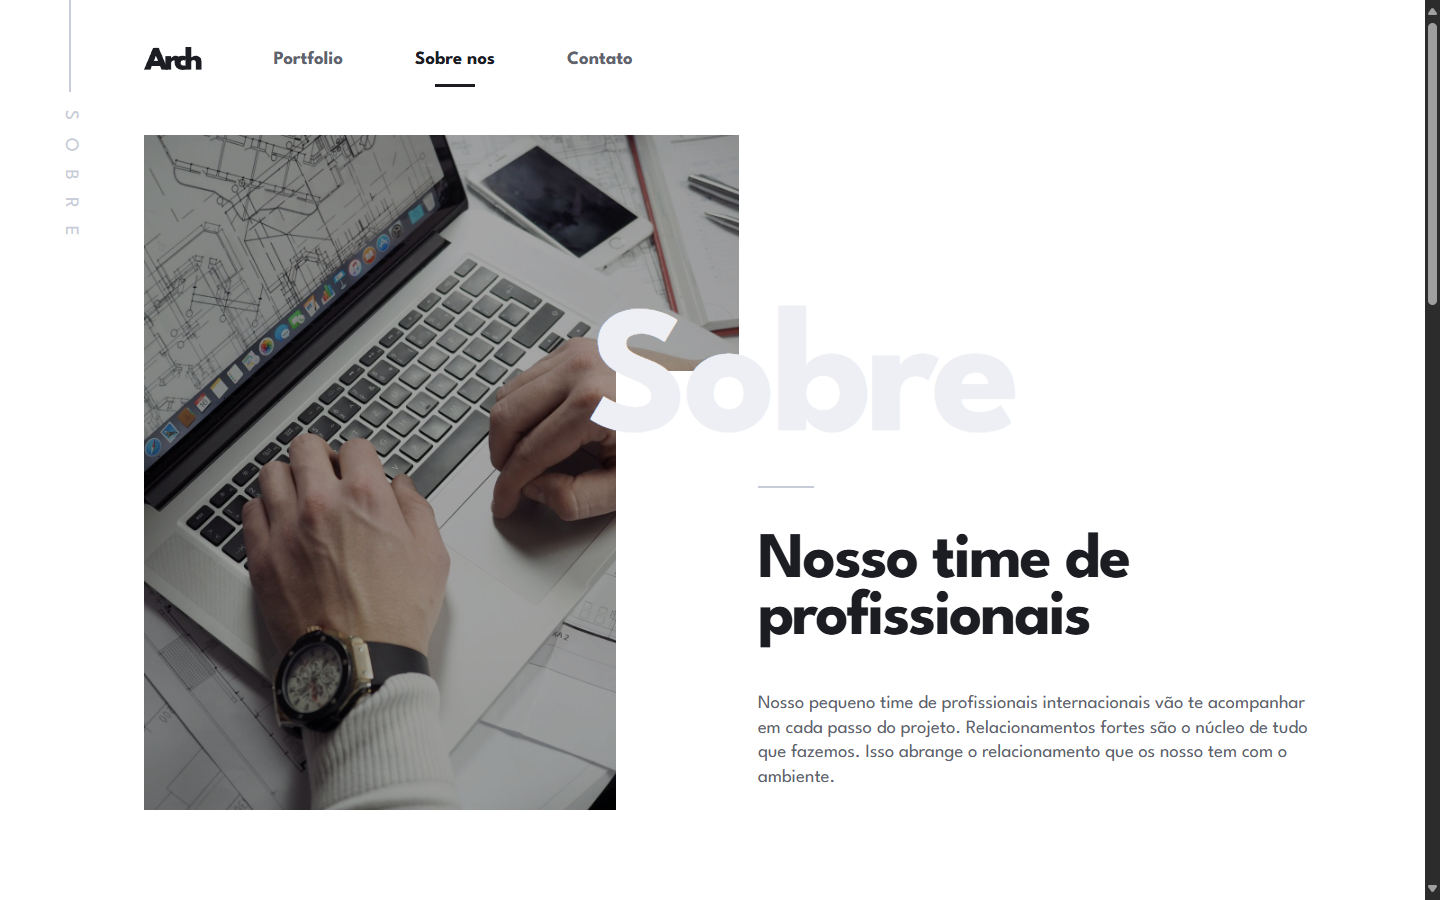 Arch
Portfolio
Sobre nos
Contato
SOBRE
Sobre
Nosso time de
profissionais
Nosso pequeno time de profissionais internacionais vão te acompanhar
em cada passo do projeto. Relacionamentos fortes são o núcleo de tudo
que fazemos. Isso abrange o relacionamento que os nosso tem com o
ambiente.